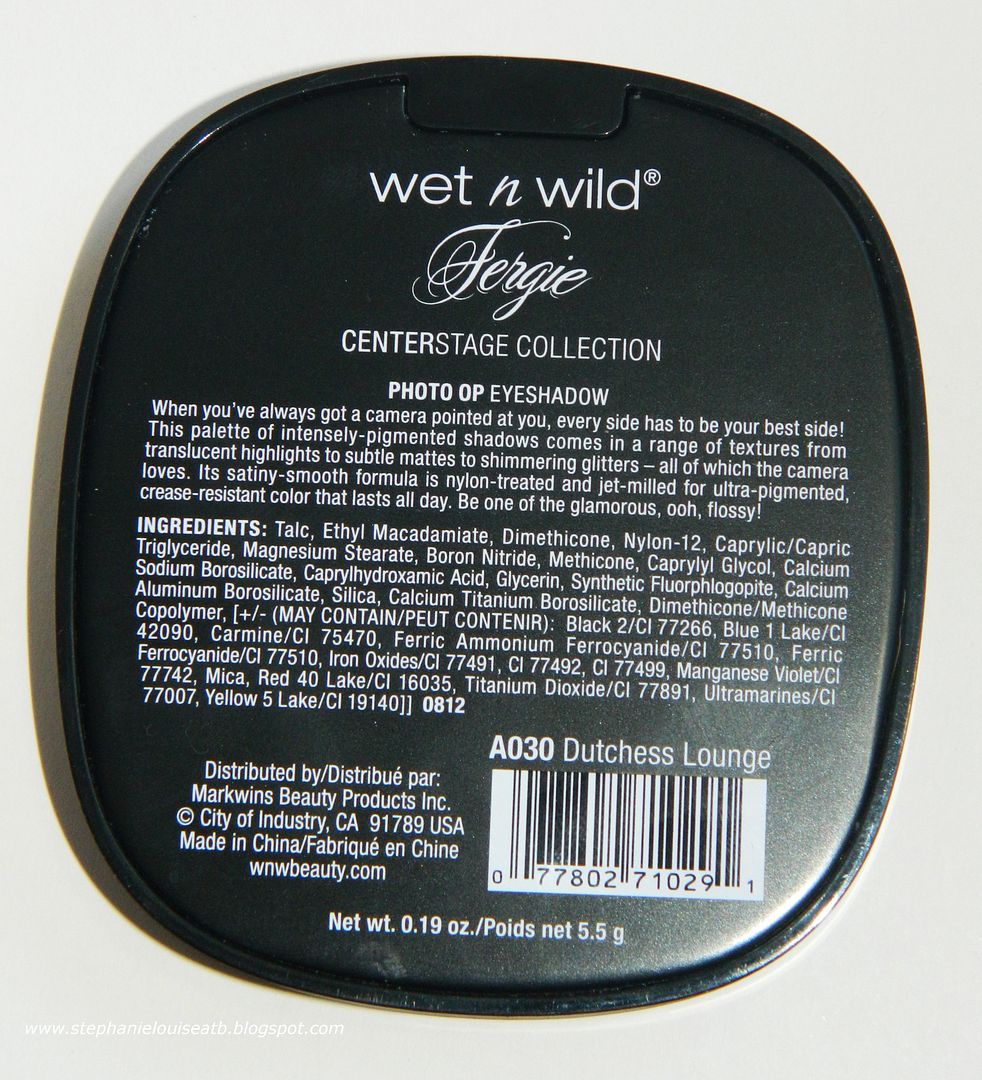 wet n wild®
Fergie
CENTERSTAGE COLLECTION
PHOTO OP EYESHADOW
When you've always got a camera pointed at you, every side has to be your best side!
This palette of intensely-pigmented shadows comes in a range of textures from
translucent highlights to subtle mattes to shimmering glitters – all of which the camera
loves. Its satiny-smooth formula is nylon-treated and jet-milled for ultra-pigmented,
crease-resistant color that lasts all day. Be one of the glamorous, ooh, flossy!
INGREDIENTS: Talc, Ethyl Macadamiate, Dimethicone, Nylon-12, Caprylic/Capric
Triglyceride, Magnesium Stearate, Boron Nitride, Methicone, Caprylyl Glycol, Calcium
Sodium Borosilicate, Caprylhydroxamic Acid, Glycerin, Synthetic Fluorphlogopite, Calcium
Aluminum Borosilicate, Silica, Calcium Titanium Borosilicate, Dimethicone/Methicone
Copolymer, [+/- (MAY CONTAIN/PEUT CONTENIR): Black 2/CI 77266, Blue 1 Lake/CI
42090, Carmine/CI 75470, Ferric Ammonium Ferrocyanide/CI 77510, Ferric
Ferrocyanide/CI 77510, Iron Oxides/CI 77491, CI 77492, CI 77499, Manganese Violet/CI
77742, Mica, Red 40 Lake/CI 16035, Titanium Dioxide/CI 77891, Ultramarines/CI
77007, Yellow 5 Lake/CI 19140]] 0812
A030 Dutchess Lounge
Distributed by/Distribué par:
Markwins Beauty Products Inc.
© City of Industry, CA 91789 USA
Made in China/Fabriqué en Chine
wnwbeauty.com
0 77802 71029 1
Net wt. 0.19 oz./Poids net 5.5 g
www.stephanielouiseatb.blogspot.com